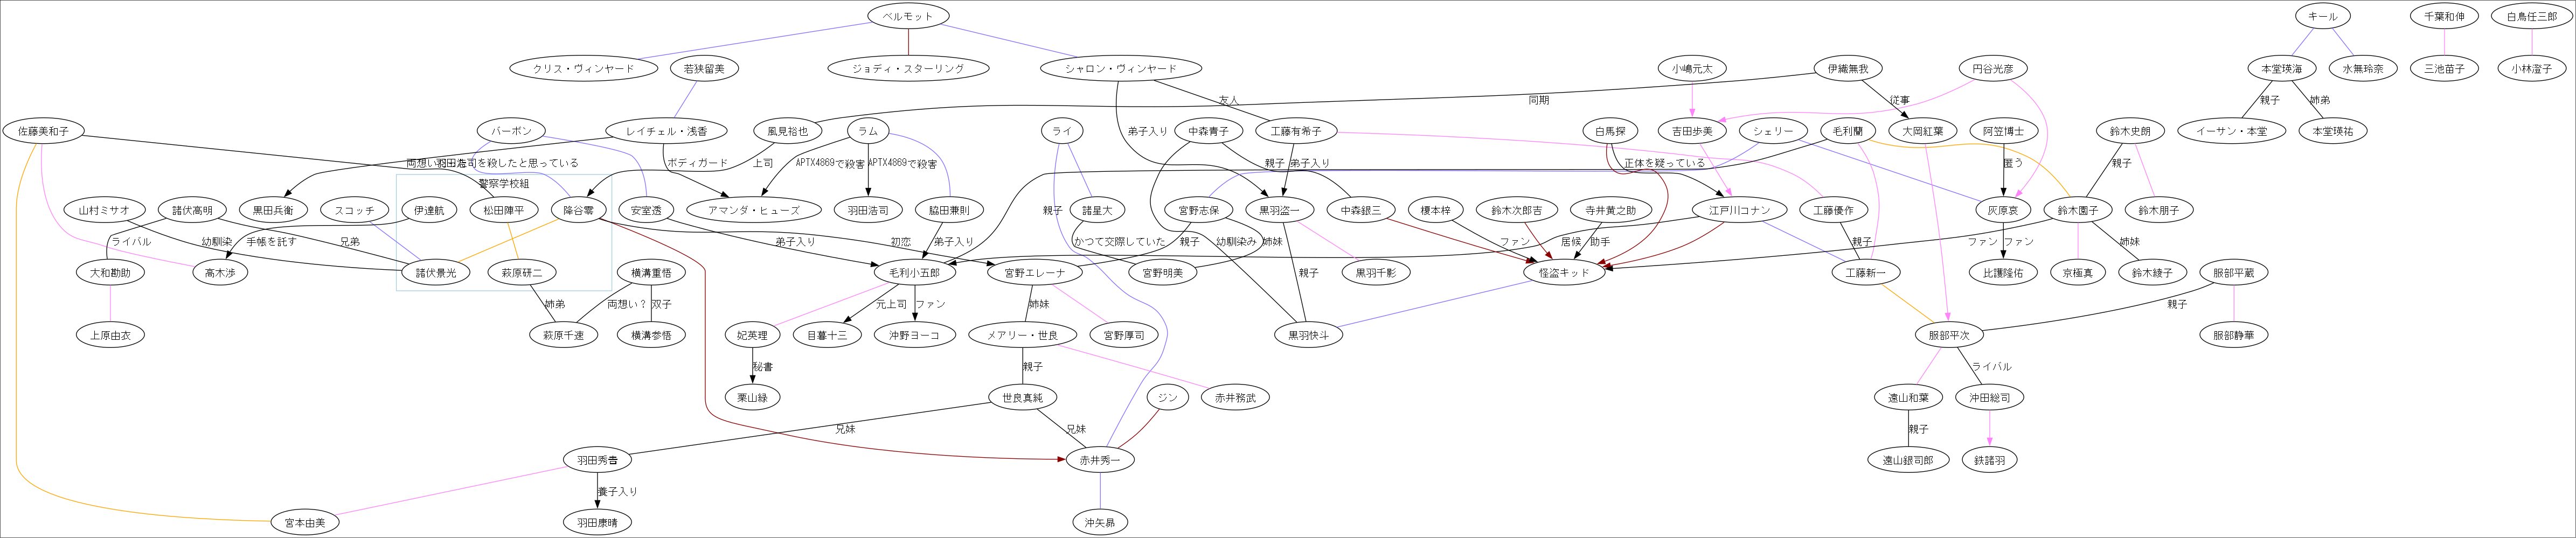 ベルモット
キール
千葉和伸
白鳥任三郎
クリス・ヴィンヤード
若狭留美
ジョディ・スターリング
シャロン・ヴィンヤード
小嶋元太
伊織無我
円谷光彦
本堂瑛海
水無玲奈
三池苗子
小林澄子
友人
同期
従事
親子
姉弟
佐藤美和子
バーボン
レイチェル・浅香
風見裕也
ラム
ライ
弟子入り
中森青子
工藤有希子
白馬探
吉田歩美
シェリー
毛利蘭
大岡紅葉
阿笠博士
鈴木史朗
イーサン・本堂
本堂瑛祐
両想い
羽田浩司を殺したと思っている
ボディガード
上司
APTX4869で殺害
APTX4869で殺害
親子
弟子入り
正体を疑っている
匿う
親子
警察学校組
山村ミサオ
諸伏高明
黒田兵衛
スコッチ
伊達航
松田陣平
降谷零
安室透
アマンダ・ヒューズ
羽田浩司
脇田兼則
親子
諸星大
宮野志保
黒羽盗一
中森銀三
榎本梓
鈴木次郎吉
寺井黄之助
江戸川コナン
工藤優作
灰原哀
鈴木園子
鈴木朋子
ライバル
幼馴染
兄弟
手帳を託す
弟子入り
初恋
弟子入り
かつて交際していた
親子
幼馴染み
姉妹
ファン
居候
助手
親子
ファン
ファン
姉妹
大和勘助
高木渉
諸伏景光
萩原研二
横溝重悟
毛利小五郎
宮野エレーナ
宮野明美
親子
黒羽千影
怪盗キッド
工藤新一
比護隆佑
京極真
鈴木綾子
服部平蔵
姉弟
両想い？
双子
元上司
ファン
姉妹
親子
上原由衣
萩原千速
横溝参悟
妃英理
目暮十三
沖野ヨーコ
メアリー・世良
宮野厚司
黒羽快斗
服部平次
服部静華
秘書
親子
ライバル
栗山緑
世良真純
ジン
赤井務武
遠山和葉
沖田総司
兄妹
兄妹
親子
羽田秀𠮷
赤井秀一
遠山銀司郎
鉄諸羽
養子入り
宮本由美
羽田康晴
沖矢昴